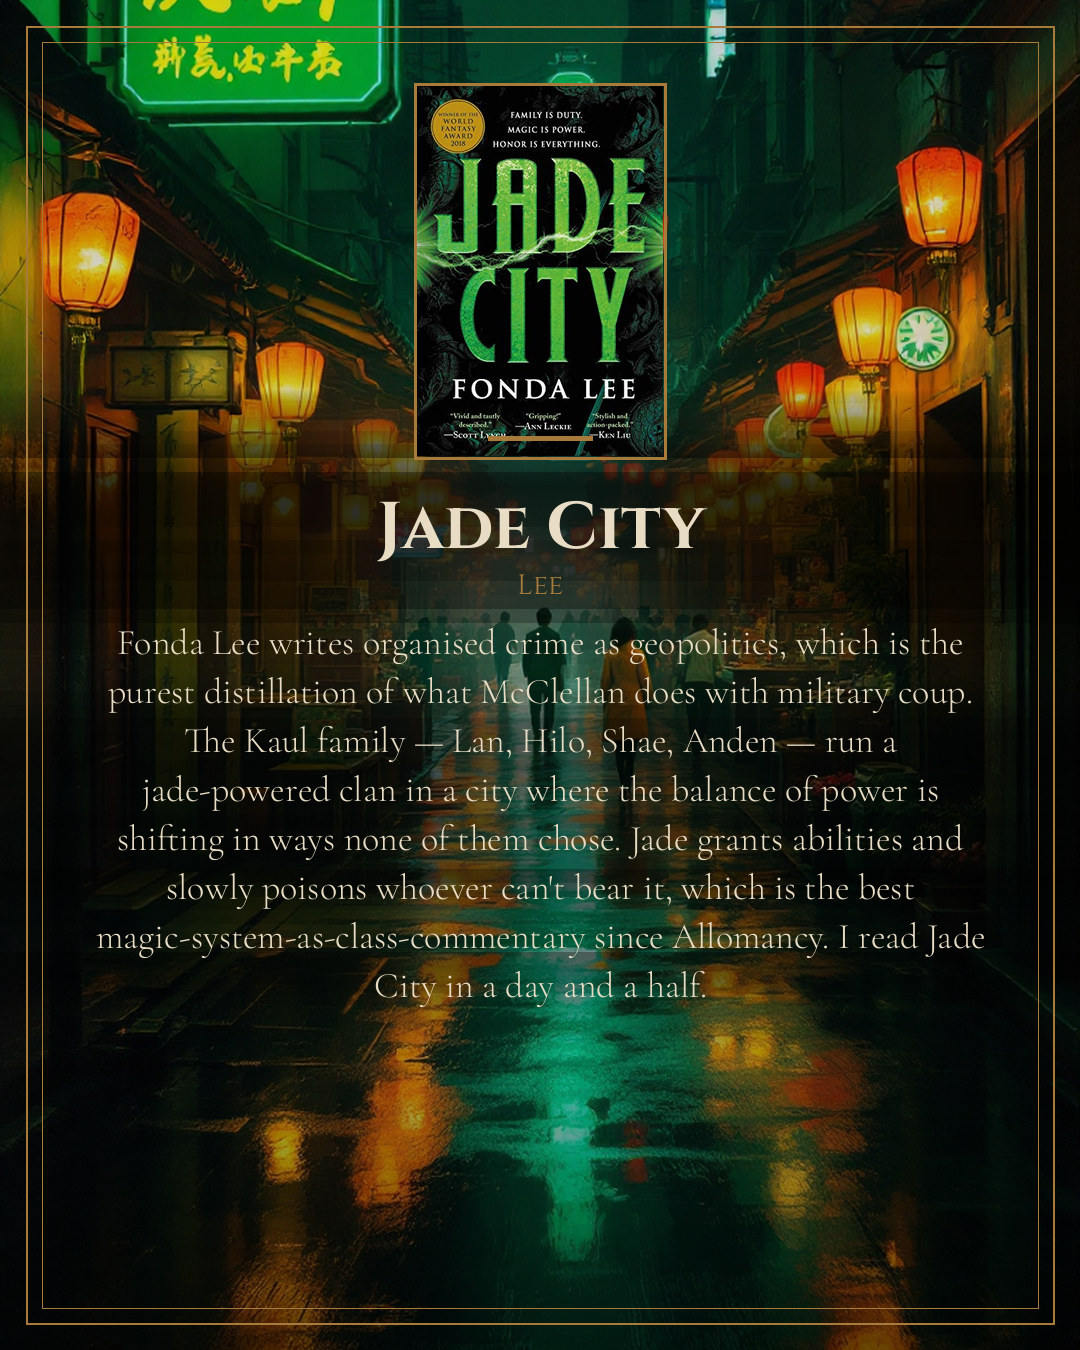 WINNER OF THE
WORLD
FANTASY
AWARD
2018
FAMILY IS DUTY.
MAGIC IS POWER.
HONOR IS EVERYTHING.
JADE
CITY
FONDA LEE
"Vivid and tautly
described."
—SCOTT LYNCH
"Gripping!"
—ANN LECKIE
"Stylish and
action-packed."
—KEN LIU
JADE CITY
LEE
Fonda Lee writes organised crime as geopolitics, which is the
purest distillation of what McClellan does with military coup.
The Kaul family — Lan, Hilo, Shae, Anden — run a
jade-powered clan in a city where the balance of power is
shifting in ways none of them chose. Jade grants abilities and
slowly poisons whoever can't bear it, which is the best
magic-system-as-class-commentary since Allomancy. I read Jade
City in a day and a half.